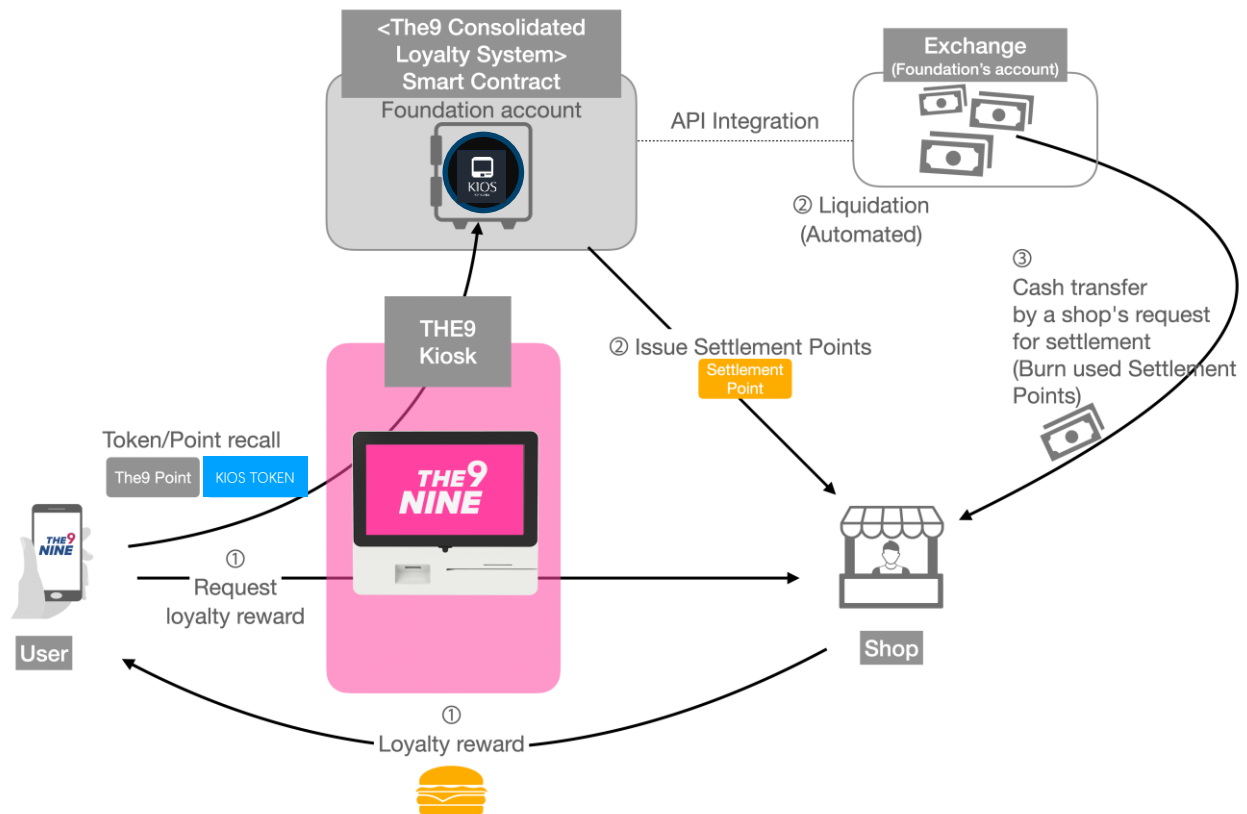 <The9 Consolidated
Loyalty System>
Smart Contract
Foundation account
KIOS
Exchange
(Foundation's account)
API Integration
② Liquidation
(Automated)
③
Cash transfer
by a shop's request
for settlement
(Burn used Settlement
Points)
THE9
Kiosk
② Issue Settlement Points
Settlement
Point
Token/Point recall
The9 Point
KIOS TOKEN
THE9
NINE
THE9
NINE
①
Request
loyalty reward
User
Shop
①
Loyalty reward